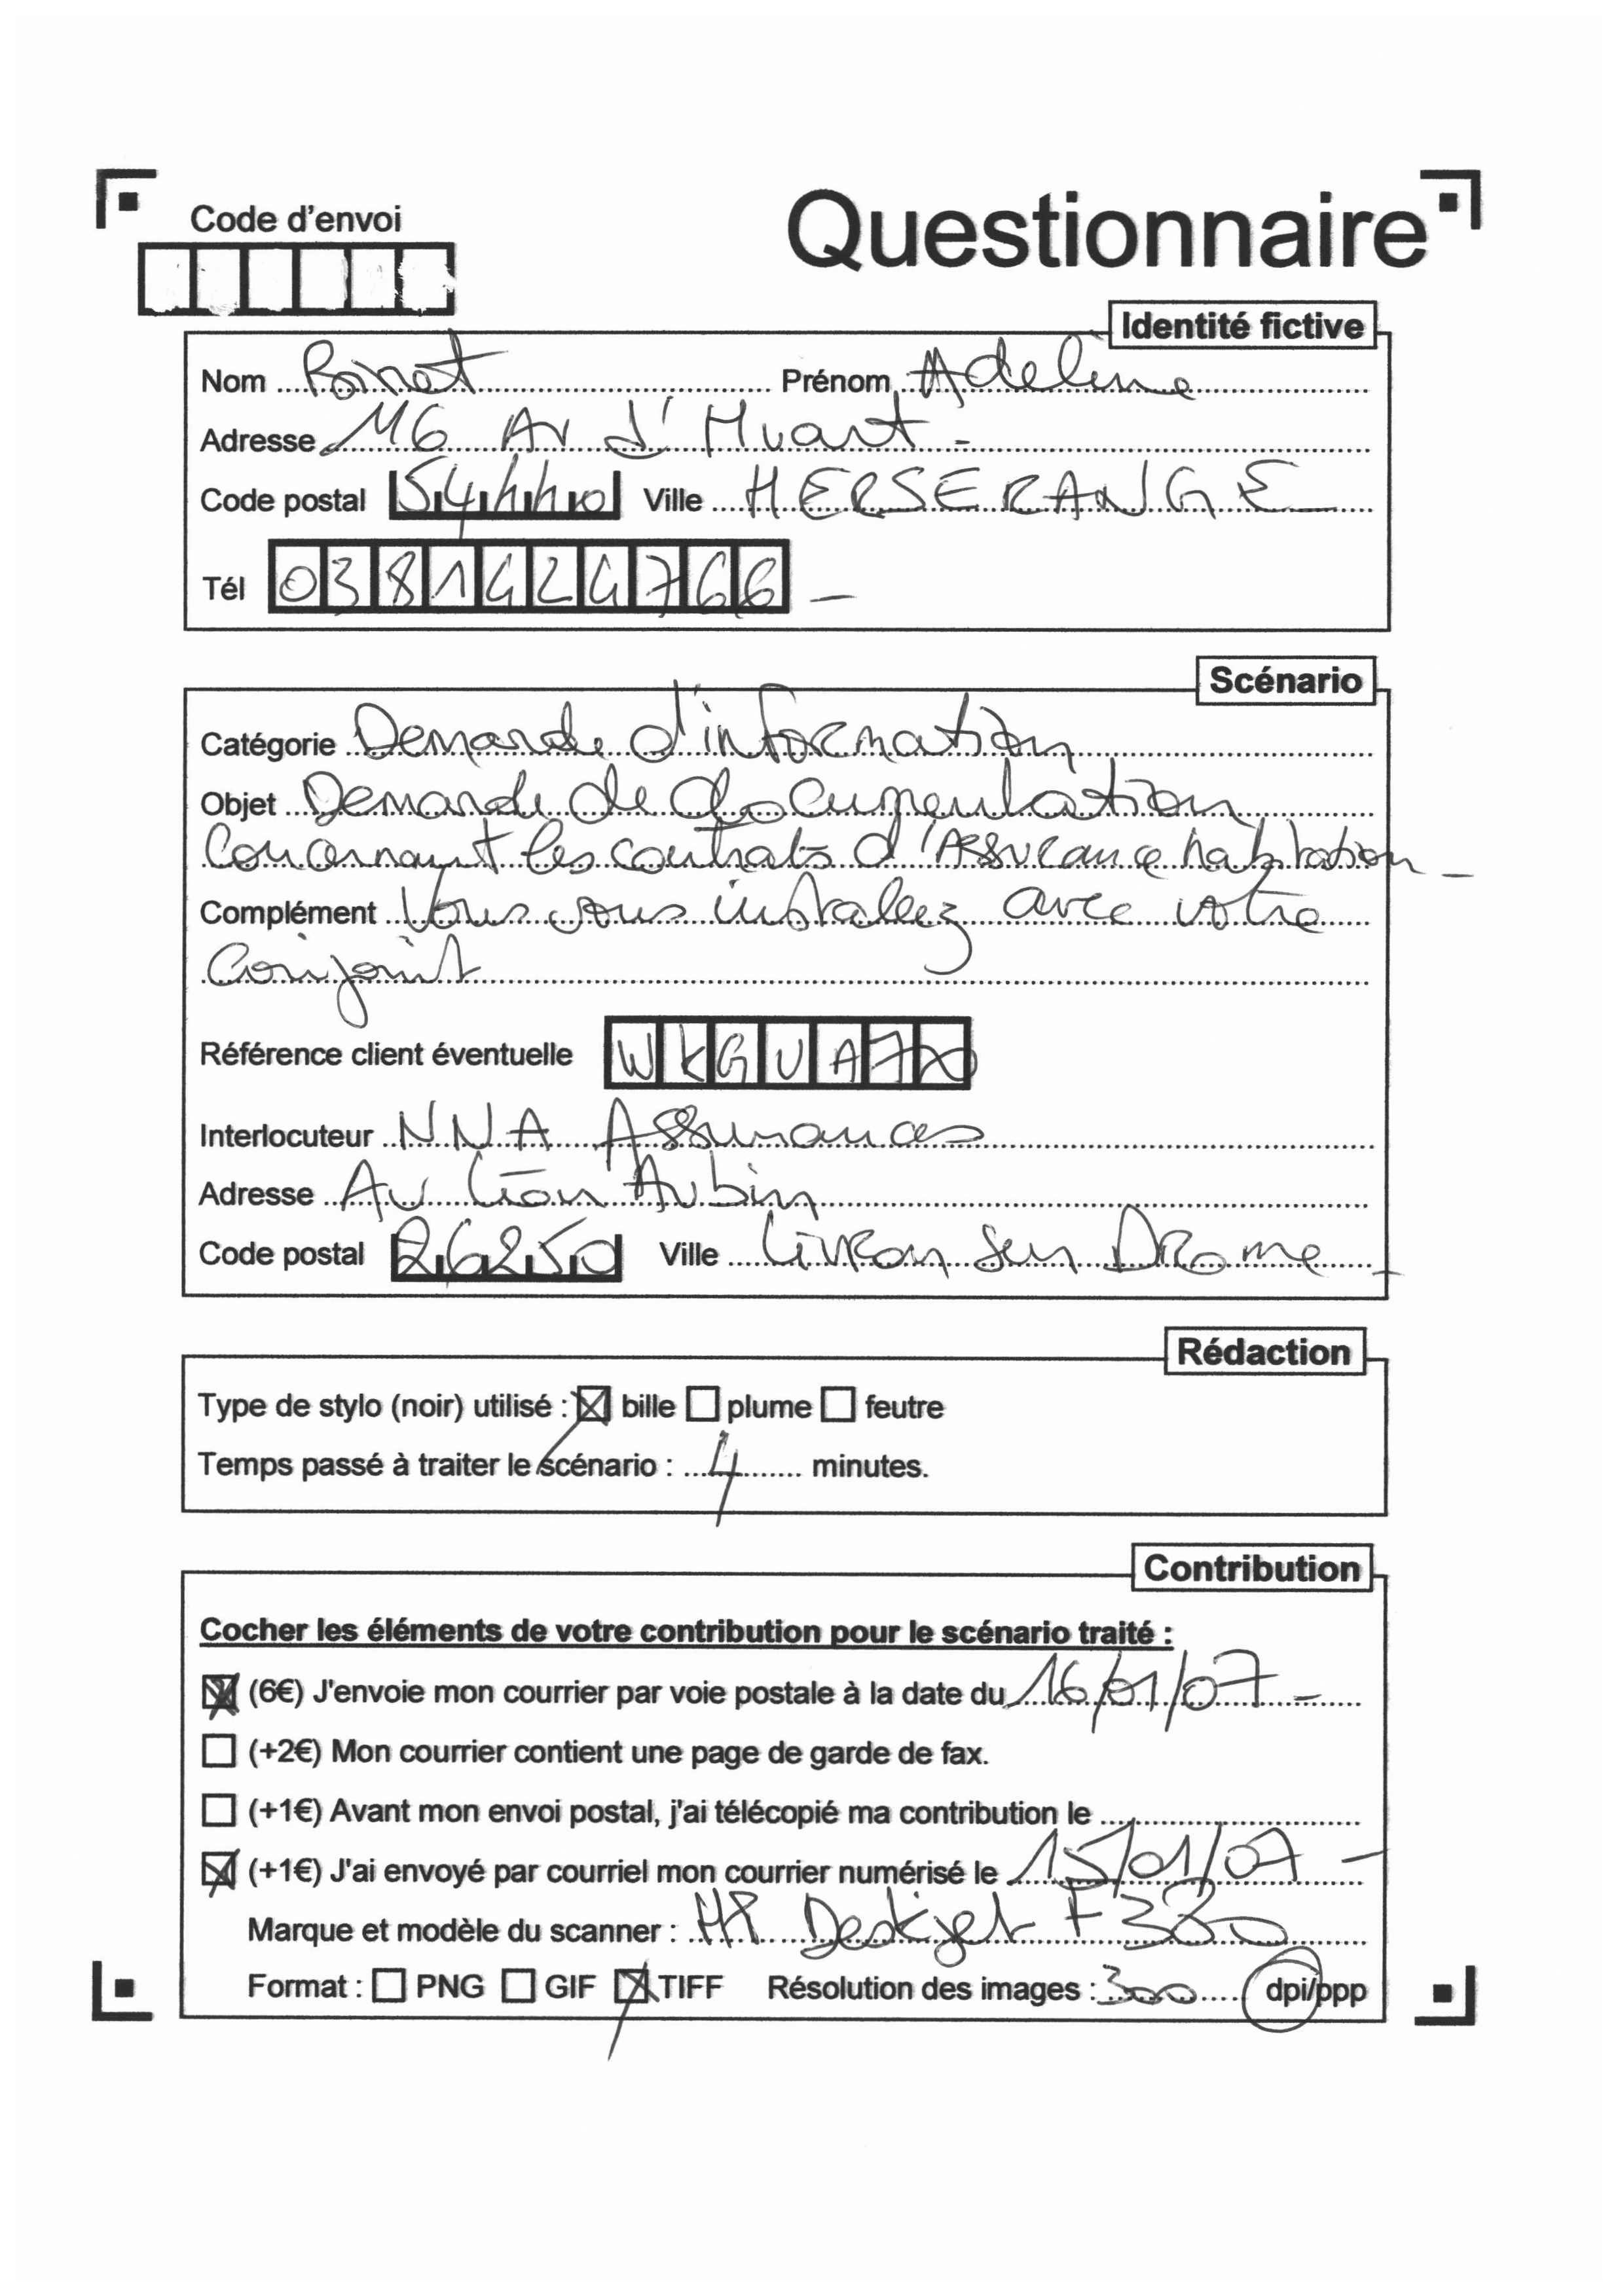 Code d'envoi
Questionnaire
Identité fictive
Nom Poinot Prénom Adeline
Adresse 116 Av d'Huart -
Code postal 54440 Ville HERSERANGE
Tél 0381424766 -
Scénario
Catégorie Demande d'information
Objet Demande de documentation
concernant les contrats d'Assurance habitation -
Complément Vous vous installez avec votre
conjoint
Référence client éventuelle WKGUA7X
Interlocuteur NNA Assurances
Adresse Av Léon Aubin
Code postal 26250 Ville Livron sur Drome -
Rédaction
Type de stylo (noir) utilisé : bille plume feutre
Temps passé à traiter le scénario : 4 minutes.
Contribution
Cocher les éléments de votre contribution pour le scénario traité :
(6€) J'envoie mon courrier par voie postale à la date du 16/01/07 -
(+2€) Mon courrier contient une page de garde de fax.
(+1€) Avant mon envoi postal, j'ai télécopié ma contribution le
(+1€) J'ai envoyé par courriel mon courrier numérisé le 15/01/07 -
Marque et modèle du scanner : HP Deskjet F380
Format : PNG GIF TIFF Résolution des images : 300 dpi/ppp